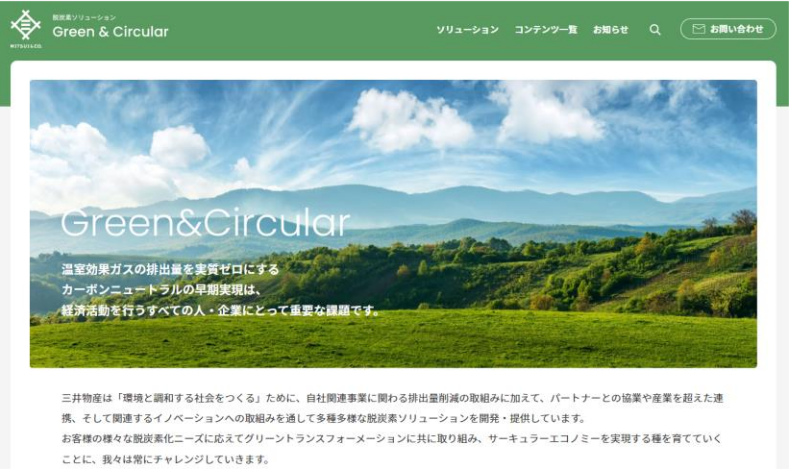 MITSUI&CO.
脱炭素ソリューション
Green & Circular
ソリューション
コンテンツ一覧
お知らせ
お問い合わせ
Green&Circular
温室効果ガスの排出量を実質ゼロにする
カーボンニュートラルの早期実現は、
経済活動を行うすべての人・企業にとって重要な課題です。
三井物産は「環境と調和する社会をつくる」ために、自社関連事業に関わる排出量削減の取組みに加えて、パートナーとの協業や産業を超えた連
携、そして関連するイノベーションへの取組みを通して多種多様な脱炭素ソリューションを開発・提供しています。
お客様の様々な脱炭素化ニーズに応えてグリーントランスフォーメーションに共に取り組み、サーキュラーエコノミーを実現する種を育てていく
ことに、我々は常にチャレンジしていきます。